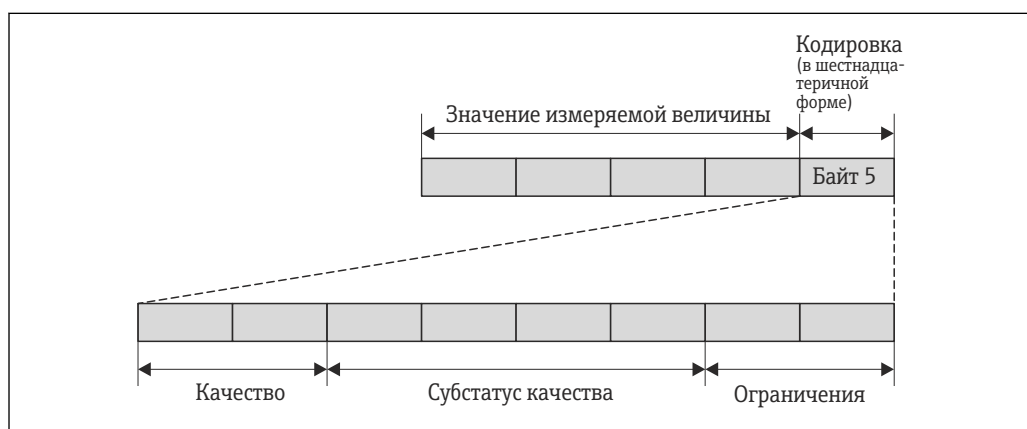 Кодировка
(в шестнадца-
теричной
форме)
Значение измеряемой величины
Байт 5
Качество
Субстатус качества
Ограничения